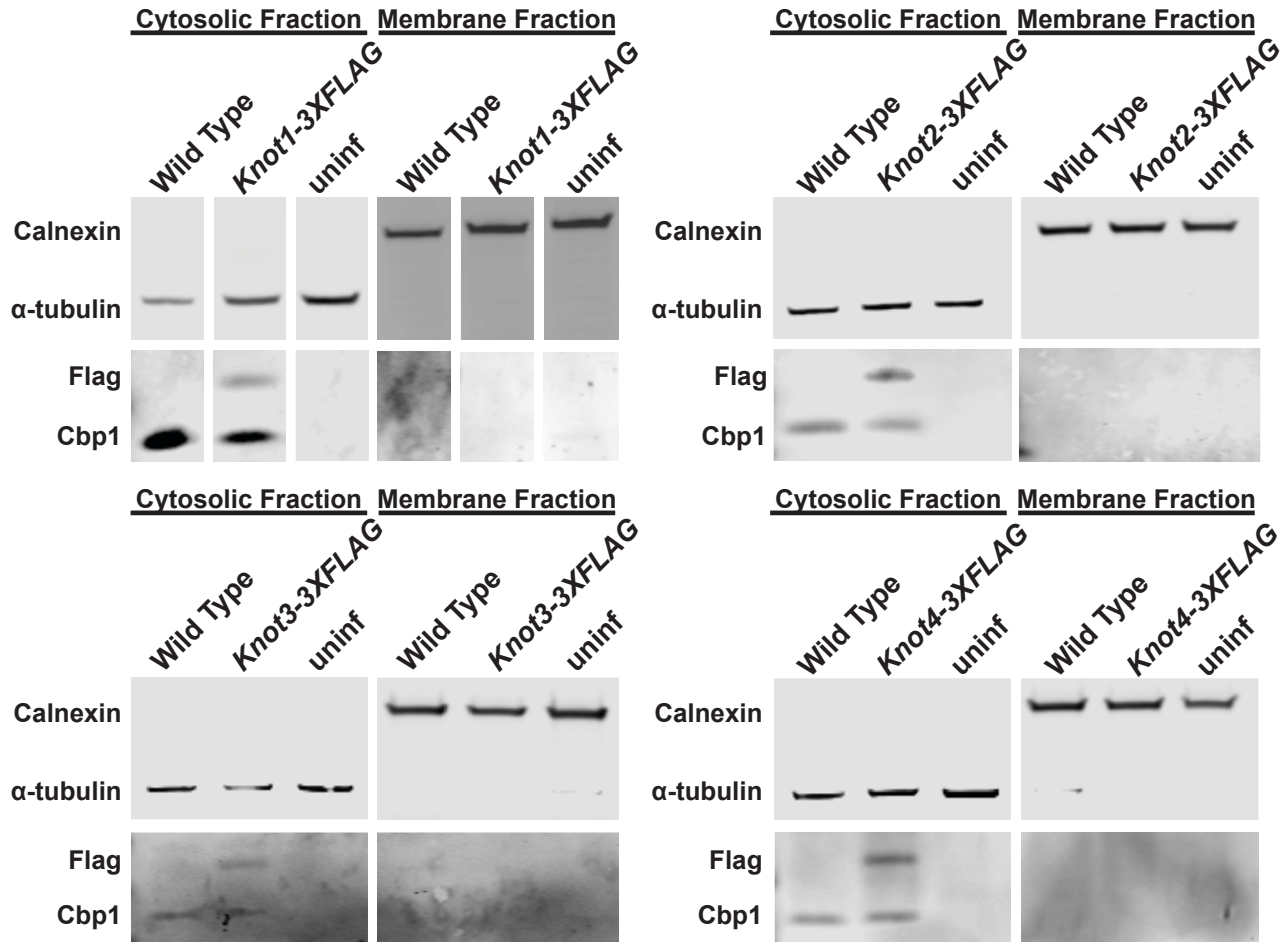 Cytosolic Fraction Membrane Fraction
Wild Type Knot1-3XFLAG uninf Wild Type Knot1-3XFLAG uninf
Calnexin
α-tubulin
Flag
Cbp1
Cytosolic Fraction Membrane Fraction
Wild Type Knot2-3XFLAG uninf Wild Type Knot2-3XFLAG uninf
Calnexin
α-tubulin
Flag
Cbp1
Cytosolic Fraction Membrane Fraction
Wild Type Knot3-3XFLAG uninf Wild Type Knot3-3XFLAG uninf
Calnexin
α-tubulin
Flag
Cbp1
Cytosolic Fraction Membrane Fraction
Wild Type Knot4-3XFLAG uninf Wild Type Knot4-3XFLAG uninf
Calnexin
α-tubulin
Flag
Cbp1